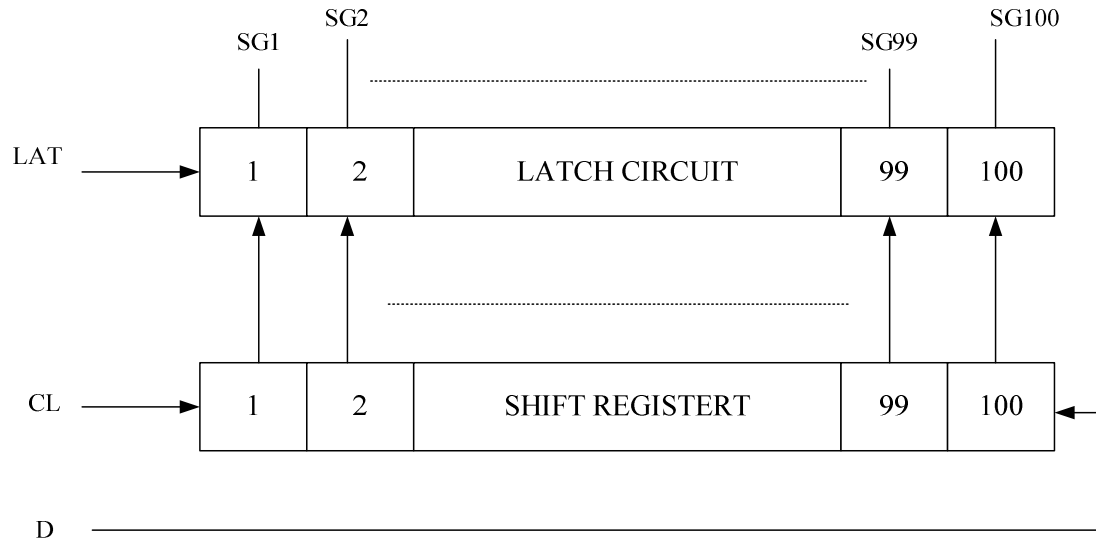 SG1
SG2
SG99
SG100
LAT
1
2
LATCH CIRCUIT
99
100
CL
1
2
SHIFT REGISTERT
99
100
D